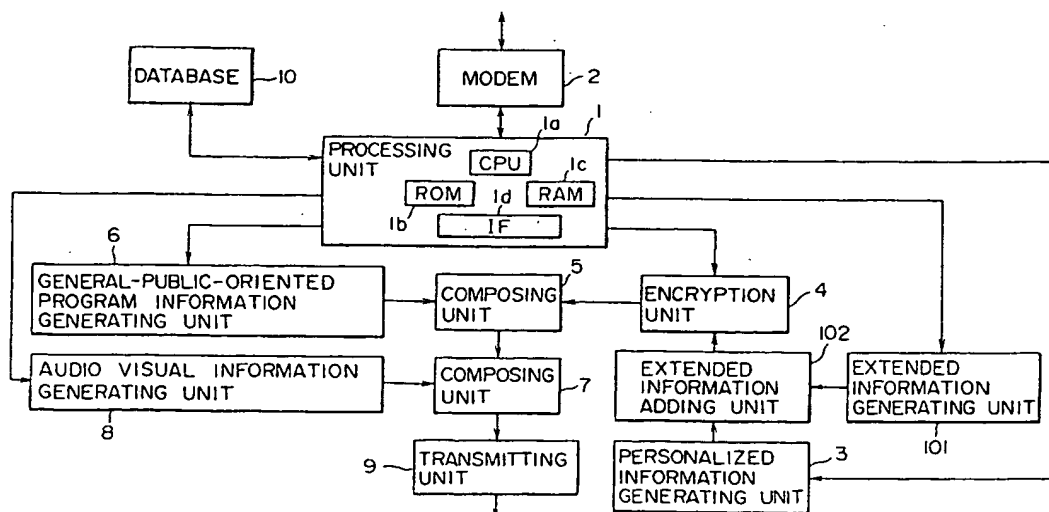 DATABASE
10
MODEM
2
1
PROCESSING
UNIT
1a
CPU
1c
ROM
1d
RAM
1b
IF
6
GENERAL-PUBLIC-ORIENTED
PROGRAM INFORMATION
GENERATING UNIT
5
COMPOSING
UNIT
ENCRYPTION
UNIT
4
102
AUDIO VISUAL INFORMATION
GENERATING UNIT
8
COMPOSING
UNIT
7
EXTENDED
INFORMATION
ADDING UNIT
EXTENDED
INFORMATION
GENERATING UNIT
101
9
TRANSMITTING
UNIT
PERSONALIZED
INFORMATION
GENERATING UNIT
3